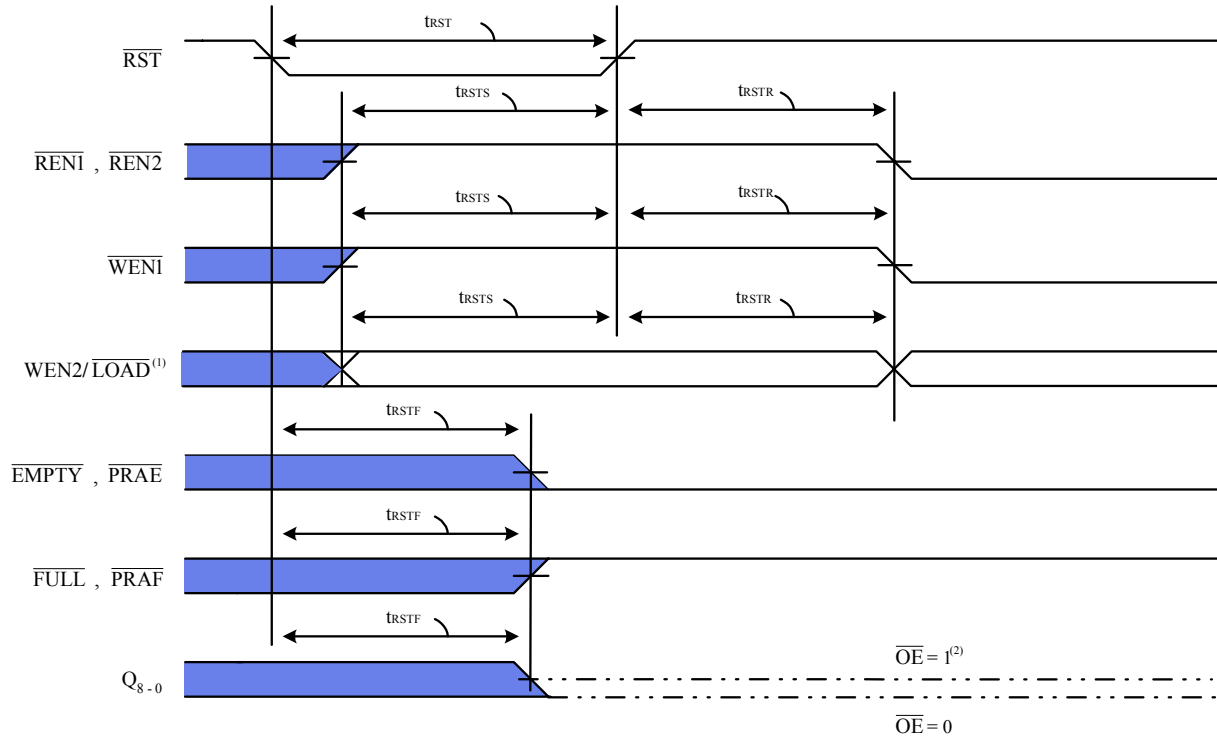 tRST
RST
tRSTS tRSTR
REN1 , REN2
tRSTS tRSTR
WEN1
tRSTS tRSTR
WEN2/LOAD(1)
tRSTF
EMPTY , PRAE
tRSTF
FULL , PRAF
tRSTF
OE = 1(2)
Q8 - 0
OE = 0